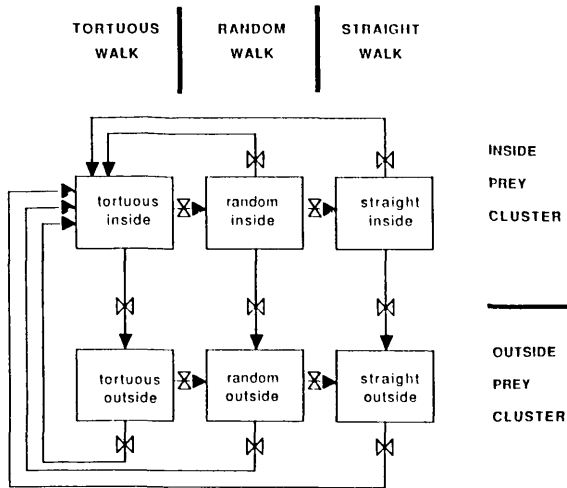 TORTUOUS RANDOM STRAIGHT
WALK WALK WALK
INSIDE
PREY
CLUSTER
tortuous
inside
random
inside
straight
inside
OUTSIDE
PREY
CLUSTER
tortuous
outside
random
outside
straight
outside